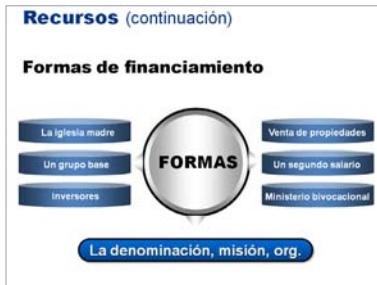 Recursos (continuación)
Formas de financiamiento
La iglesia madre
Un grupo base
Inversores
FORMAS
Venta de propiedades
Un segundo salario
Ministerio bivocacional
La denominación, misión, org.